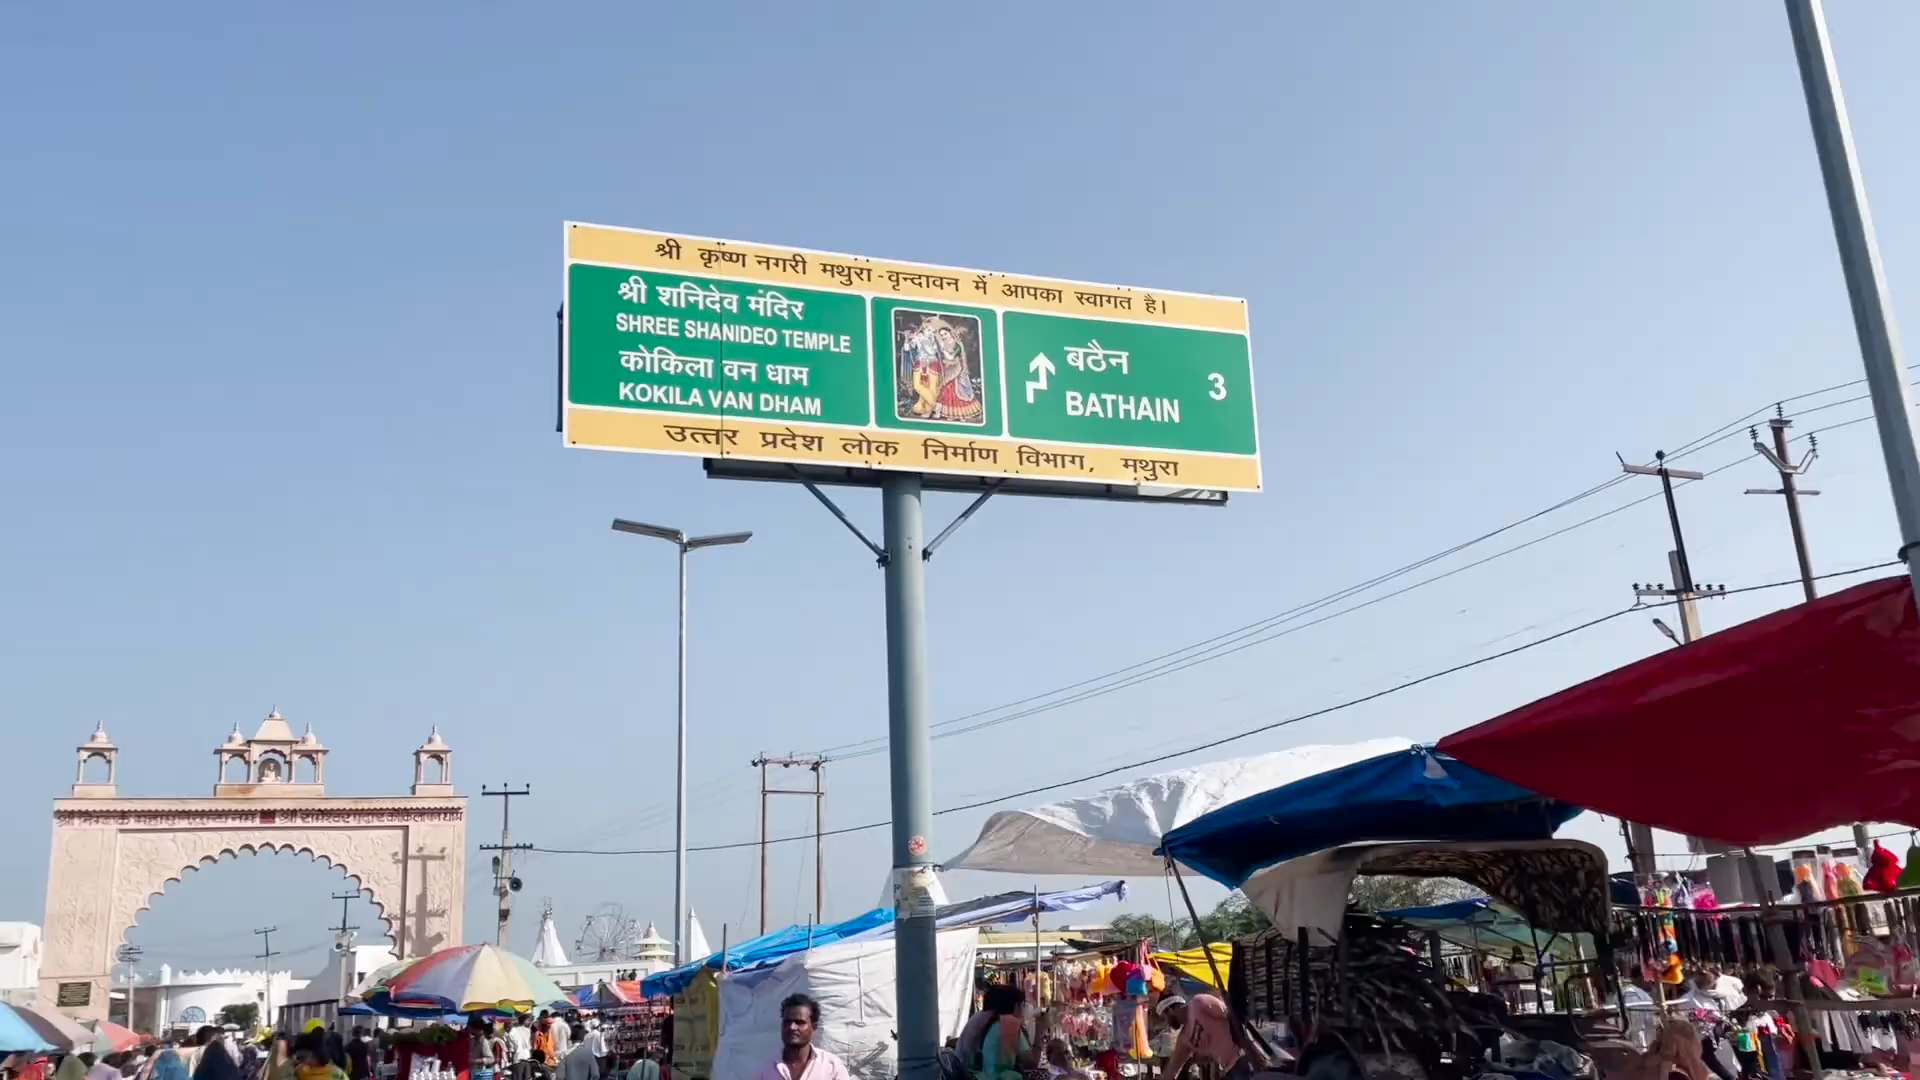 श्री कृष्ण नगरी मथुरा-वृन्दावन में आपका स्वागत है।
श्री शनिदेव मंदिर
SHREE SHANIDEO TEMPLE
कोकिला वन धाम
KOKILA VAN DHAM
बठैन
BATHAIN
3
उत्तर प्रदेश लोक निर्माण विभाग, मथुरा